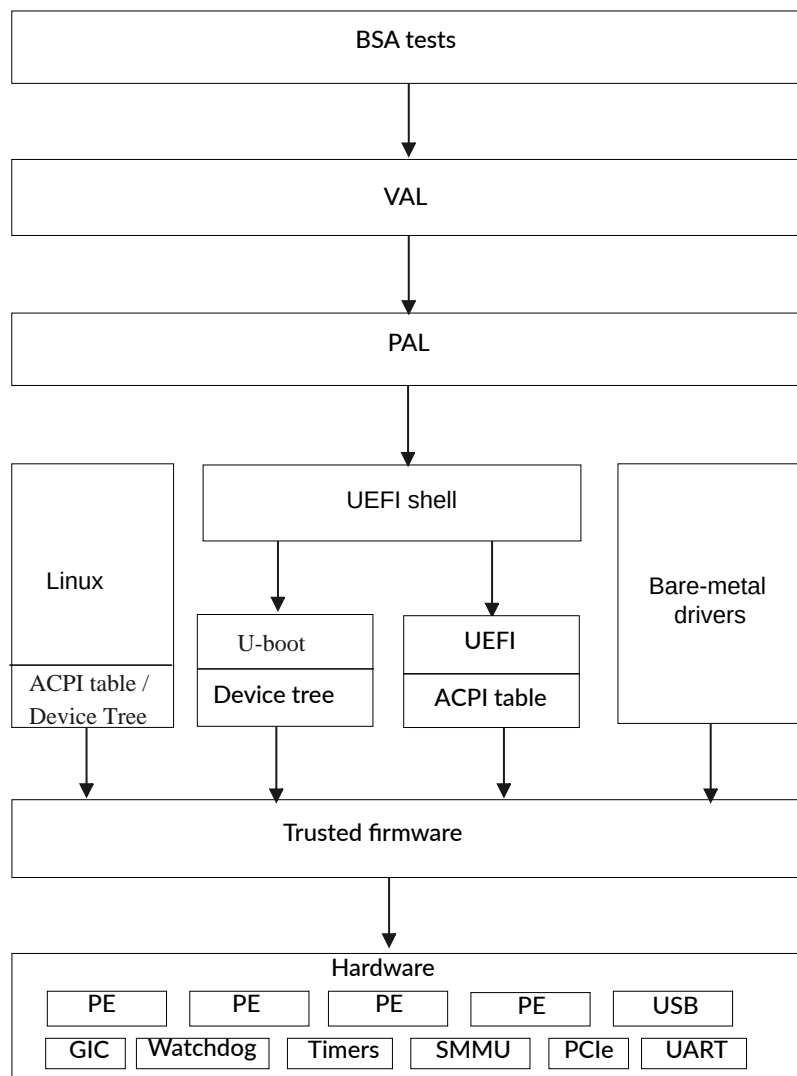 BSA tests
VAL
PAL
UEFI shell
Linux
ACPI table /
Device Tree
U-boot
Device tree
UEFI
ACPI table
Bare-metal
drivers
Trusted firmware
Hardware
PE
PE
PE
PE
USB
GIC
Watchdog
Timers
SMMU
PCIe
UART